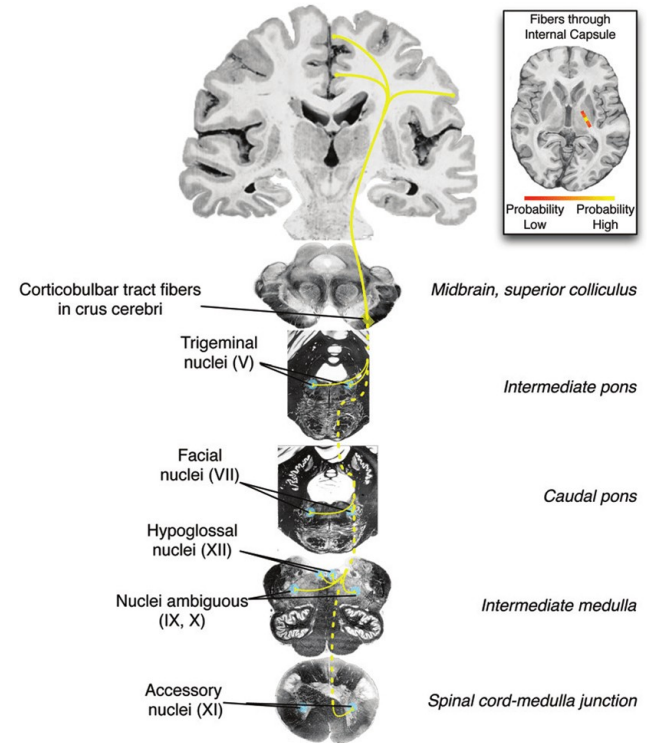 Fibers through
Internal Capsule
Probability Probability
Low High
Corticobulbar tract fibers
in crus cerebri
Midbrain, superior colliculus
Trigeminal
nuclei (V)
Intermediate pons
Facial
nuclei (VII)
Caudal pons
Hypoglossal
nuclei (XII)
Nuclei ambiguous
(IX, X)
Intermediate medulla
Accessory
nuclei (XI)
Spinal cord-medulla junction